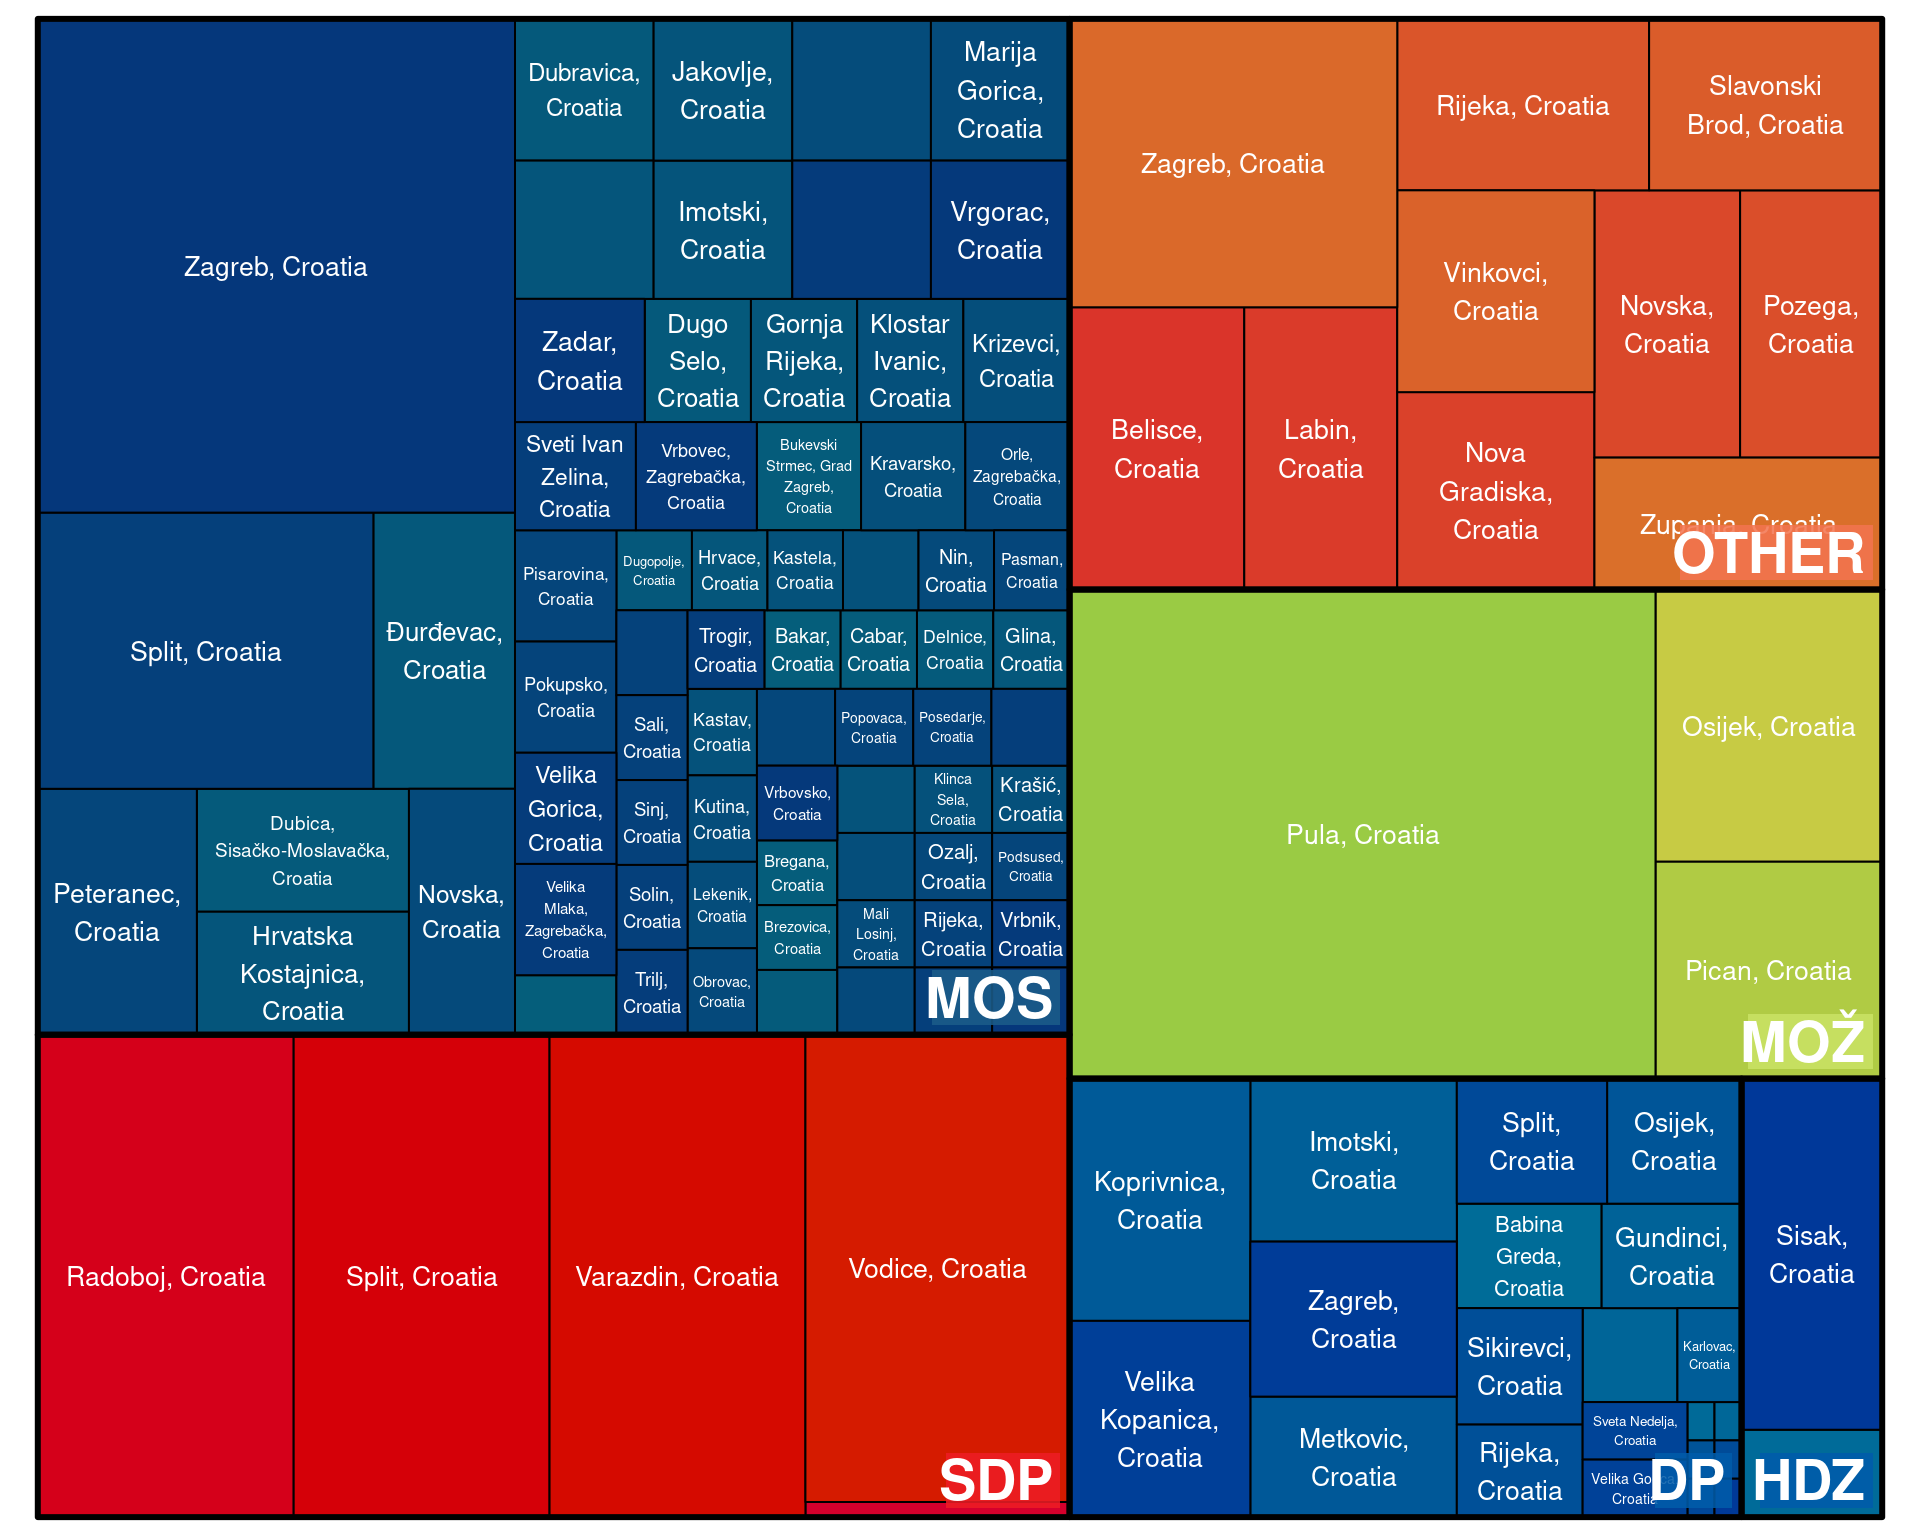 Zagreb, Croatia
Split, Croatia
Đurđevac,
Croatia
Peteranec,
Croatia
Dubica,
Sisačko-Moslavačka,
Croatia
Hrvatska
Kostajnica,
Croatia
Novska,
Croatia
Dubravica,
Croatia
Jakovlje,
Croatia
Marija
Gorica,
Croatia
Imotski,
Croatia
Vrgorac,
Croatia
Zadar,
Croatia
Dugo
Selo,
Croatia
Gornja
Rijeka,
Croatia
Klostar
Ivanic,
Croatia
Krizevci,
Croatia
Sveti Ivan
Zelina,
Croatia
Vrbovec,
Zagrebačka,
Croatia
Bukevski
Strmec, Grad
Zagreb,
Croatia
Kravarsko,
Croatia
Orle,
Zagrebačka,
Croatia
Pisarovina,
Croatia
Pokupsko,
Croatia
Velika
Gorica,
Croatia
Velika
Mlaka,
Zagrebačka,
Croatia
Dugopolje,
Croatia
Hrvace,
Croatia
Kastela,
Croatia
Nin,
Croatia
Pasman,
Croatia
Trogir,
Croatia
Bakar,
Croatia
Cabar,
Croatia
Delnice,
Croatia
Glina,
Croatia
Sali,
Croatia
Sinj,
Croatia
Solin,
Croatia
Trilj,
Croatia
Kastav,
Croatia
Kutina,
Croatia
Lekenik,
Croatia
Obrovac,
Croatia
Popovaca,
Croatia
Posedarje,
Croatia
Vrbovsko,
Croatia
Bregana,
Croatia
Brezovica,
Croatia
Klinca
Sela,
Croatia
Krašić,
Croatia
Ozalj,
Croatia
Podsused,
Croatia
Mali
Losinj,
Croatia
Rijeka,
Croatia
Vrbnik,
Croatia
MOS
Radoboj, Croatia
Split, Croatia
Varazdin, Croatia
Vodice, Croatia
SDP
Zagreb, Croatia
Rijeka, Croatia
Slavonski
Brod, Croatia
Belisce,
Croatia
Labin,
Croatia
Vinkovci,
Croatia
Nova
Gradiska,
Croatia
Novska,
Croatia
Pozega,
Croatia
Zupanja, Croatia
OTHER
Pula, Croatia
Osijek, Croatia
Pican, Croatia
MOŽ
Koprivnica,
Croatia
Velika
Kopanica,
Croatia
Imotski,
Croatia
Zagreb,
Croatia
Metkovic,
Croatia
Split,
Croatia
Osijek,
Croatia
Babina
Greda,
Croatia
Gundinci,
Croatia
Sikirevci,
Croatia
Rijeka,
Croatia
Karlovac,
Croatia
Sveta Nedelja,
Croatia
Velika Gorica,
Croatia
DP
Sisak,
Croatia
HDZ